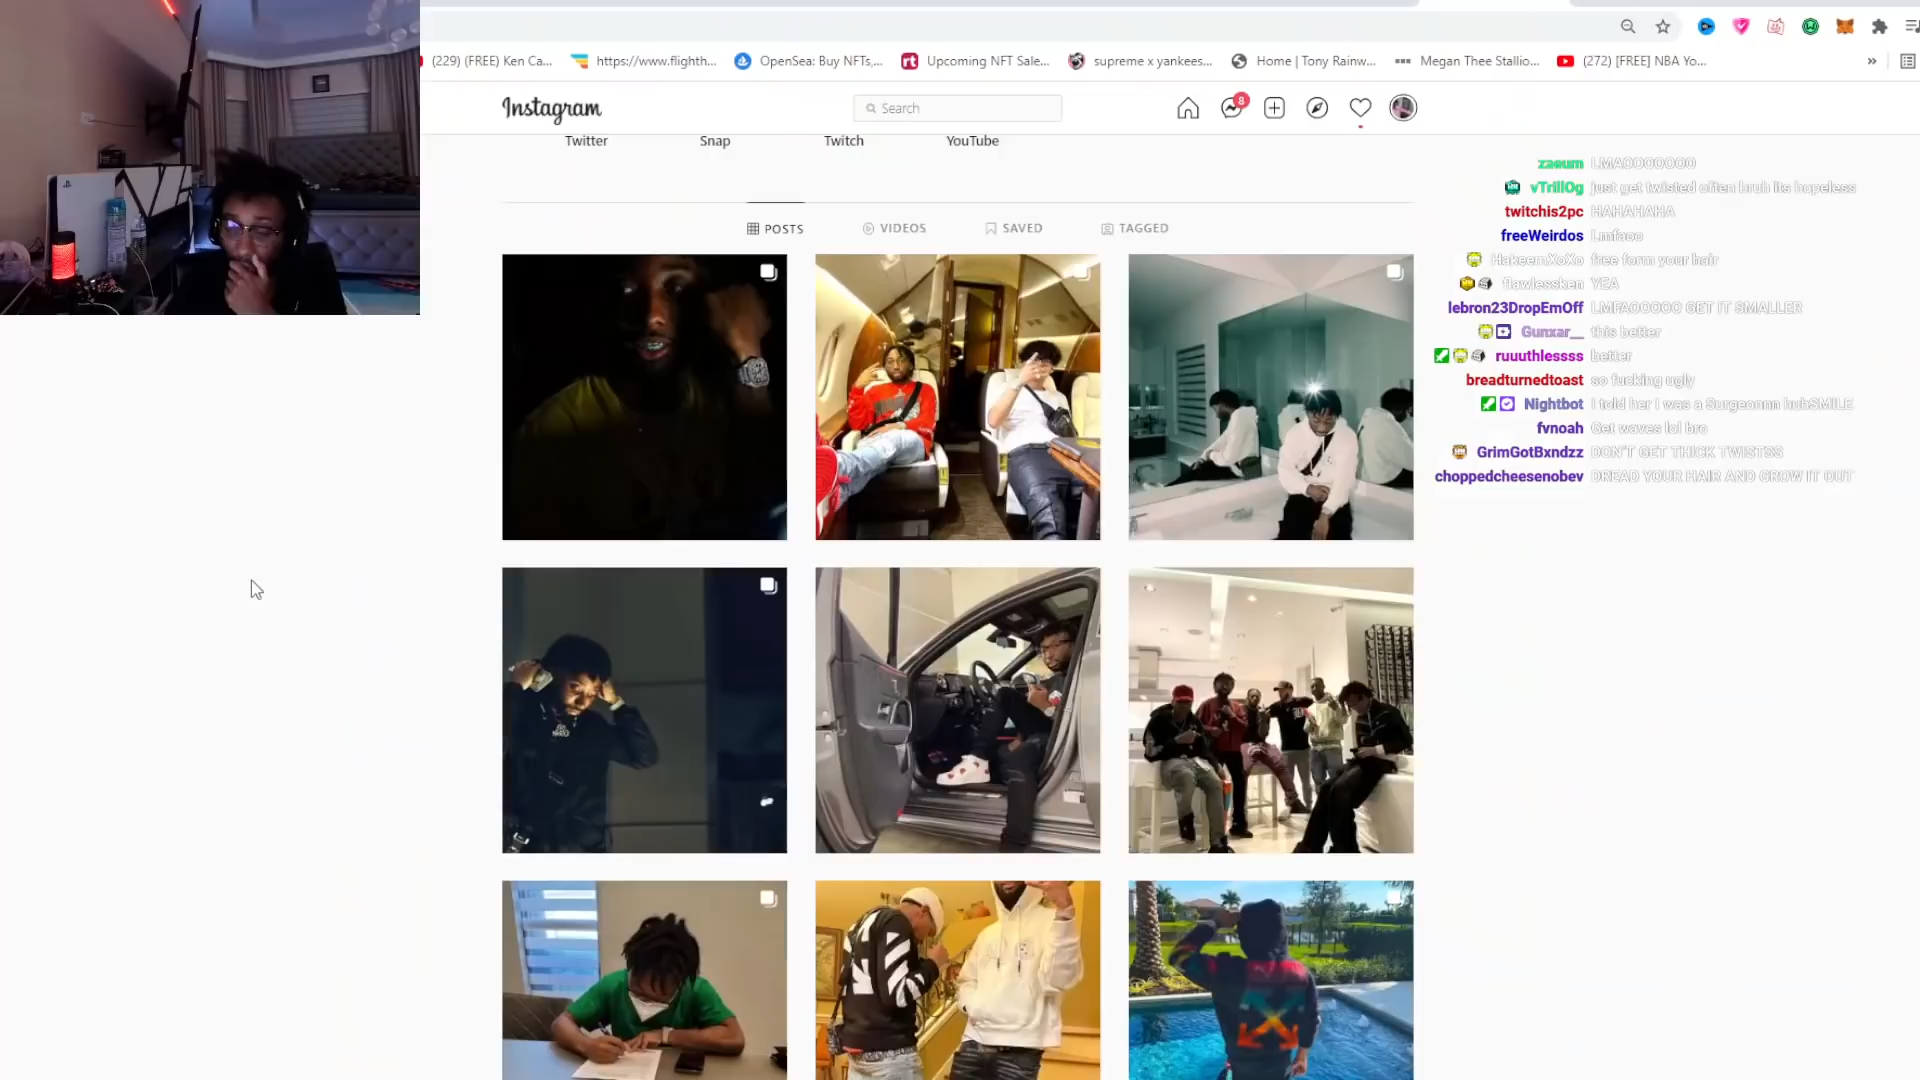 (229) (FREE) Ken Ca... https://www.flighth... OpenSea: Buy NFTs,... Upcoming NFT Sale... supreme x yankees... Home | Tony Rainw... Megan Thee Stallio... (272) [FREE] NBA Yo... »
Instagram Search 8
Twitter Snap Twitch YouTube
POSTS VIDEOS SAVED TAGGED
zaeum LMAOOOOOOO
vTrillOg just get twisted often bruh its hopeless
twitchis2pc HAHAHAHA
freeWeirdos Lmfaoo
HakeemXoXo free form your hair
flawlessken YEA
lebron23DropEmOff LMFAOOOOO GET IT SMALLER
Gunxar__ this better
ruuuthlessss better
breadturnedtoast so fucking ugly
Nightbot I told her i was a Surgeonnn hubSMILE
fvnoah Get waves lol bro
GrimGotBxndzz DON'T GET THICK TWISTSS
choppedcheesenobev DREAD YOUR HAIR AND GROW IT OUT